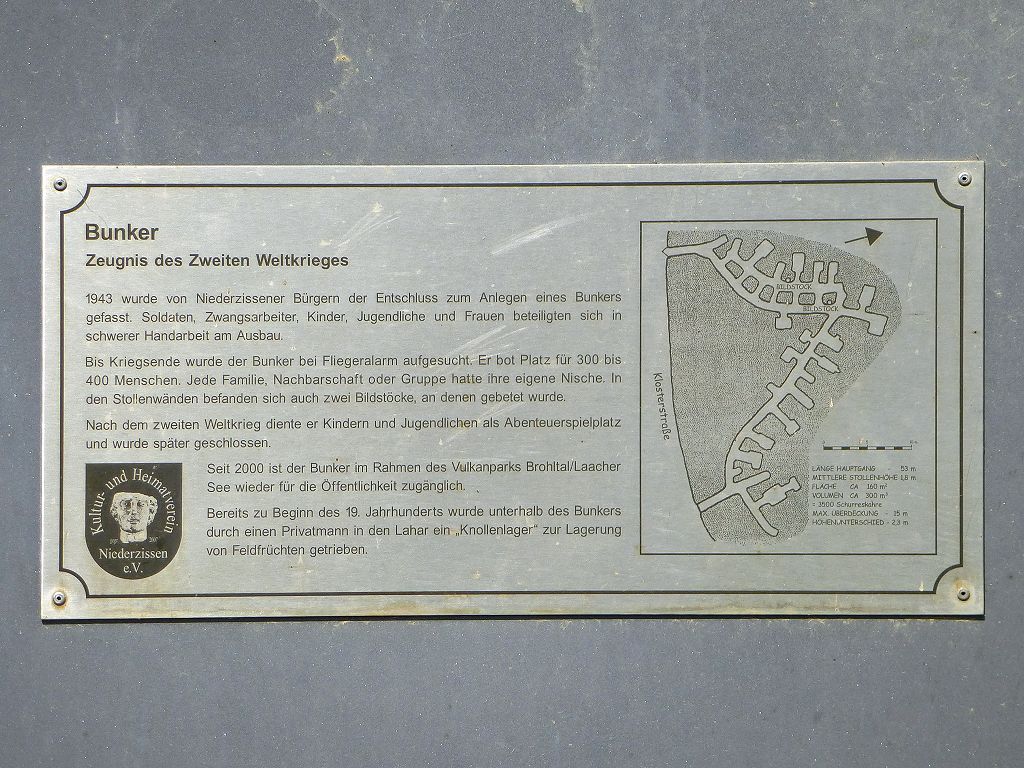 Bunker
Zeugnis des Zweiten Weltkrieges
1943 wurde von Niederzissener Bürgern der Entschluss zum Anlegen eines Bunkers
gefasst. Soldaten, Zwangsarbeiter, Kinder, Jugendliche und Frauen beteiligten sich in
schwerer Handarbeit am Ausbau.
Bis Kriegsende wurde der Bunker bei Fliegeralarm aufgesucht. Er bot Platz für 300 bis
400 Menschen. Jede Familie, Nachbarschaft oder Gruppe hatte ihre eigene Nische. In
den Stollenwänden befanden sich auch zwei Bildstöcke, an denen gebetet wurde.
Nach dem zweiten Weltkrieg diente er Kindern und Jugendlichen als Abenteuerspielplatz
und wurde später geschlossen.
Seit 2000 ist der Bunker im Rahmen des Vulkanparks Brohltal/Laacher
See wieder für die Öffentlichkeit zugänglich.
Bereits zu Beginn des 19. Jahrhunderts wurde unterhalb des Bunkers
durch einen Privatmann in den Lahar ein „Knollenlager" zur Lagerung
von Feldfrüchten getrieben.
Kultur- und Heimatverein
Niederzissen
e.V.
BILDSTOCK
BILDSTOCK
Klosterstraße
LÄNGE HAUPTGANG - 53 m
MITTLERE STOLLENHÖHE 1,8 m
FLÄCHE CA 160 m²
VOLUMEN CA 300 m³
= 3500 Schurreskahre
MAX. ÜBERDECKUNG - 15 m
HÖHENUNTERSCHIED - 2,3 m